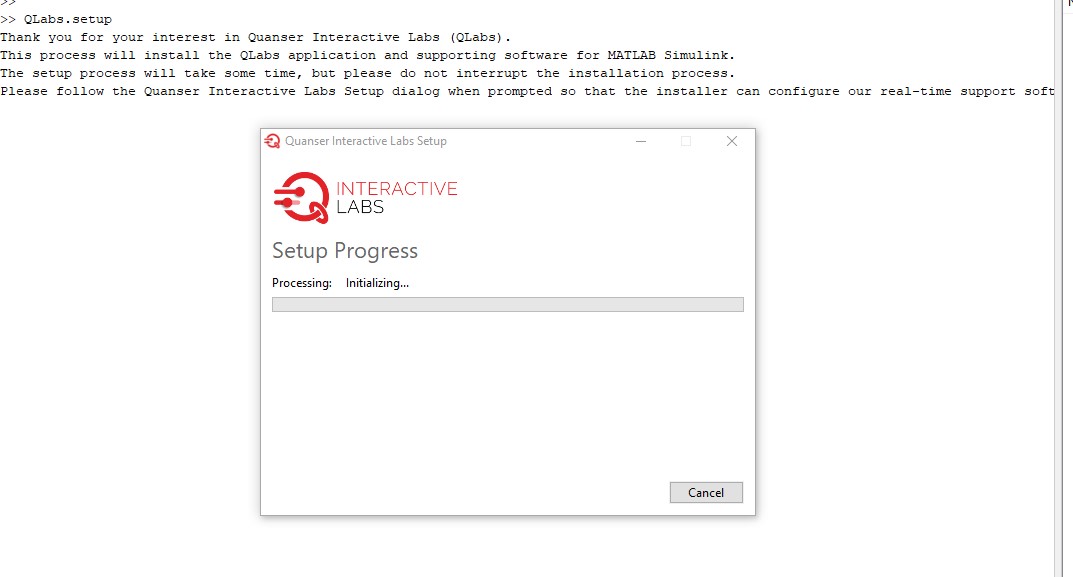 >>
>> QLabs.setup
Thank you for your interest in Quanser Interactive Labs (QLabs).
This process will install the QLabs application and supporting software for MATLAB Simulink.
The setup process will take some time, but please do not interrupt the installation process.
Please follow the Quanser Interactive Labs Setup dialog when prompted so that the installer can configure our real-time support soft
Quanser Interactive Labs Setup
INTERACTIVE
LABS
Setup Progress
Processing: Initializing...
Cancel